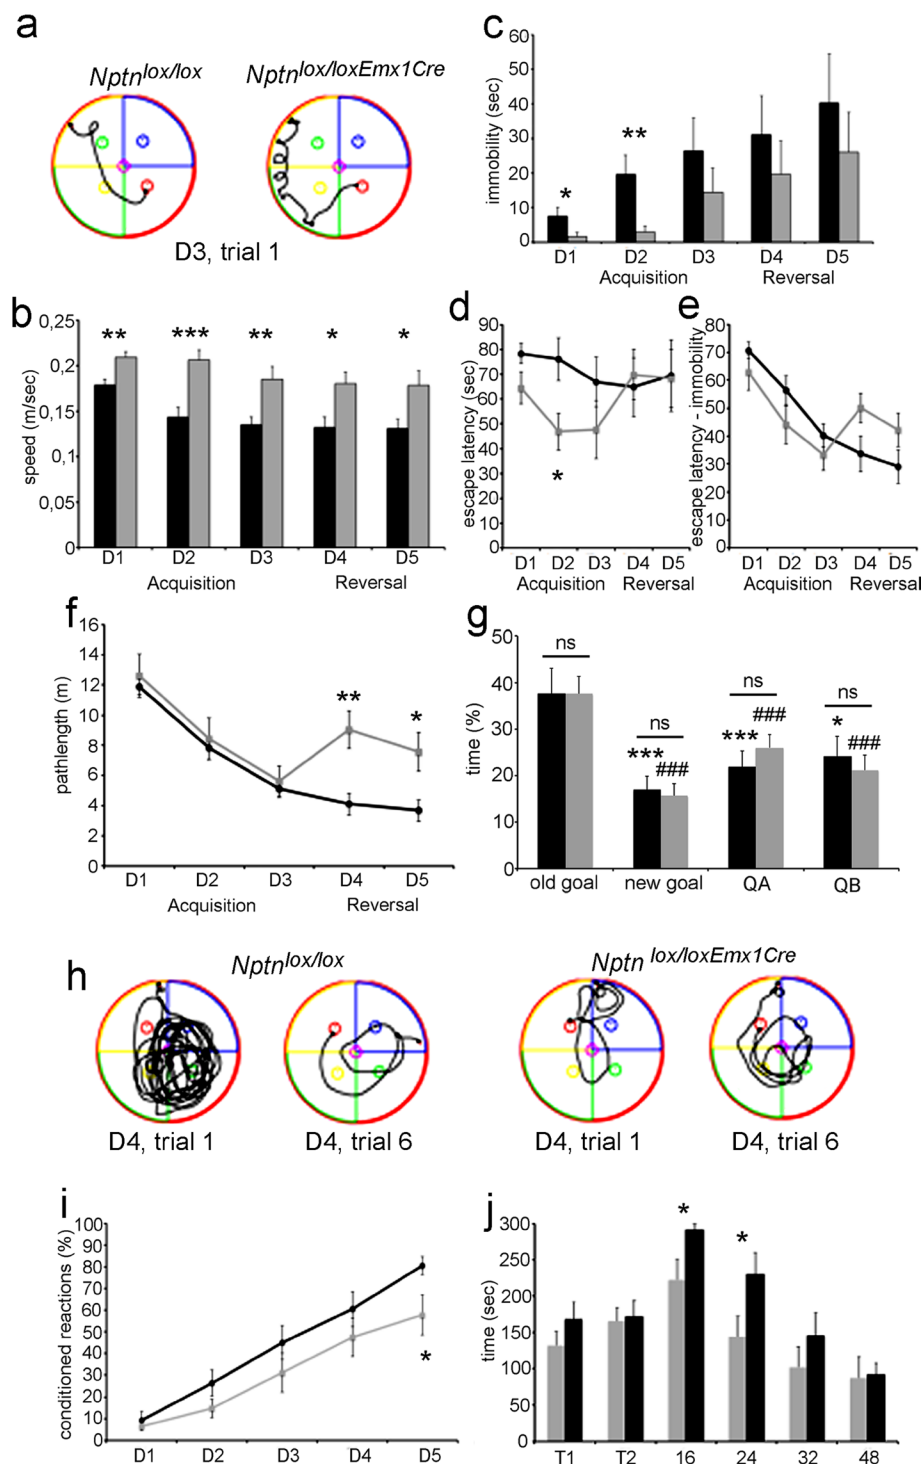 a
Nptnlox/lox
Nptnlox/loxEmx1Cre
D3, trial 1
c
immobility (sec)
60
60
40
30
20
10
0
*
**
D1 D2 D3 D4 D5
Acquisition Reversal
b
speed (m/sec)
0,25
0,2
0,15
0,1
0,05
0
** *** ** * *
D1 D2 D3 D4 D5
Acquisition Reversal
d
escape latency (sec)
90
80
70
60
50
40
30
20
10
0
*
D1 D2 D3 D4 D5
Acquisition Reversal
e
escape latency - immobility
80
70
60
50
40
30
20
10
0
D1 D2 D3 D4 D5
Acquisition Reversal
f
pathlength (m)
16
14
12
10
8
6
4
2
0
** *
D1 D2 D3 D4 D5
Acquisition Reversal
g
time (%)
50
40
30
20
10
0
ns ns ns ns
*** ### *** ### * ###
old goal new goal QA QB
h
Nptnlox/lox
Nptn lox/loxEmx1Cre
D4, trial 1 D4, trial 6 D4, trial 1 D4, trial 6
i
conditioned reactions (%)
100
90
80
70
60
50
40
30
20
10
0
*
D1 D2 D3 D4 D5
j
time (sec)
300
200
150
100
50
0
* *
T1 T2 16 24 32 48